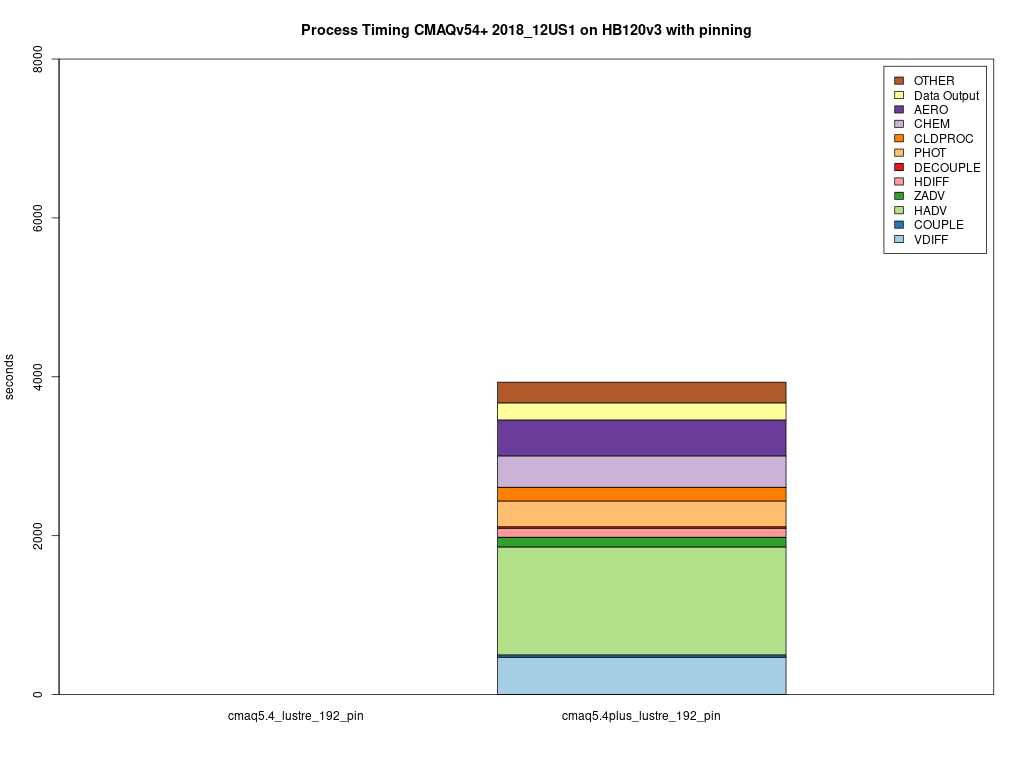 Process Timing CMAQv54+ 2018_12US1 on HB120v3 with pinning
8000
6000
4000
2000
0
seconds
OTHER
Data Output
AERO
CHEM
CLDPROC
PHOT
DECOUPLE
HDIFF
ZADV
HADV
COUPLE
VDIFF
cmaq5.4_lustre_192_pin
cmaq5.4plus_lustre_192_pin